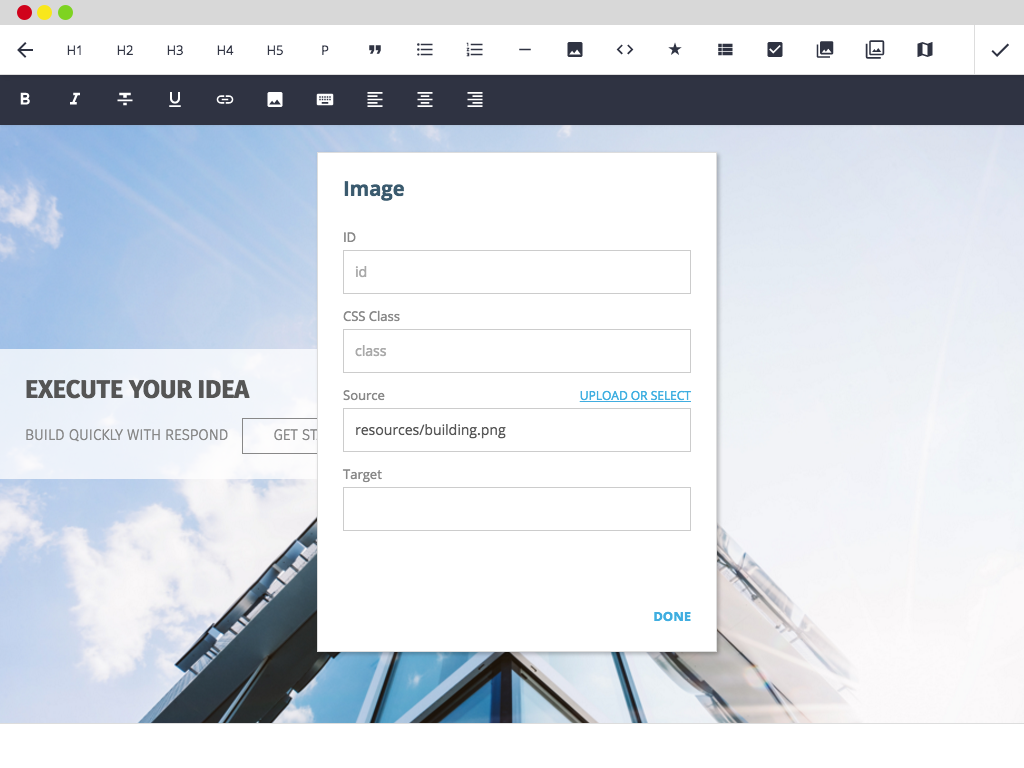 H1 H2 H3 H4 H5 P
B I U
Image
ID
id
CSS Class
class
Source UPLOAD OR SELECT
resources/building.png
Target
DONE
EXECUTE YOUR IDEA
BUILD QUICKLY WITH RESPOND GET ST